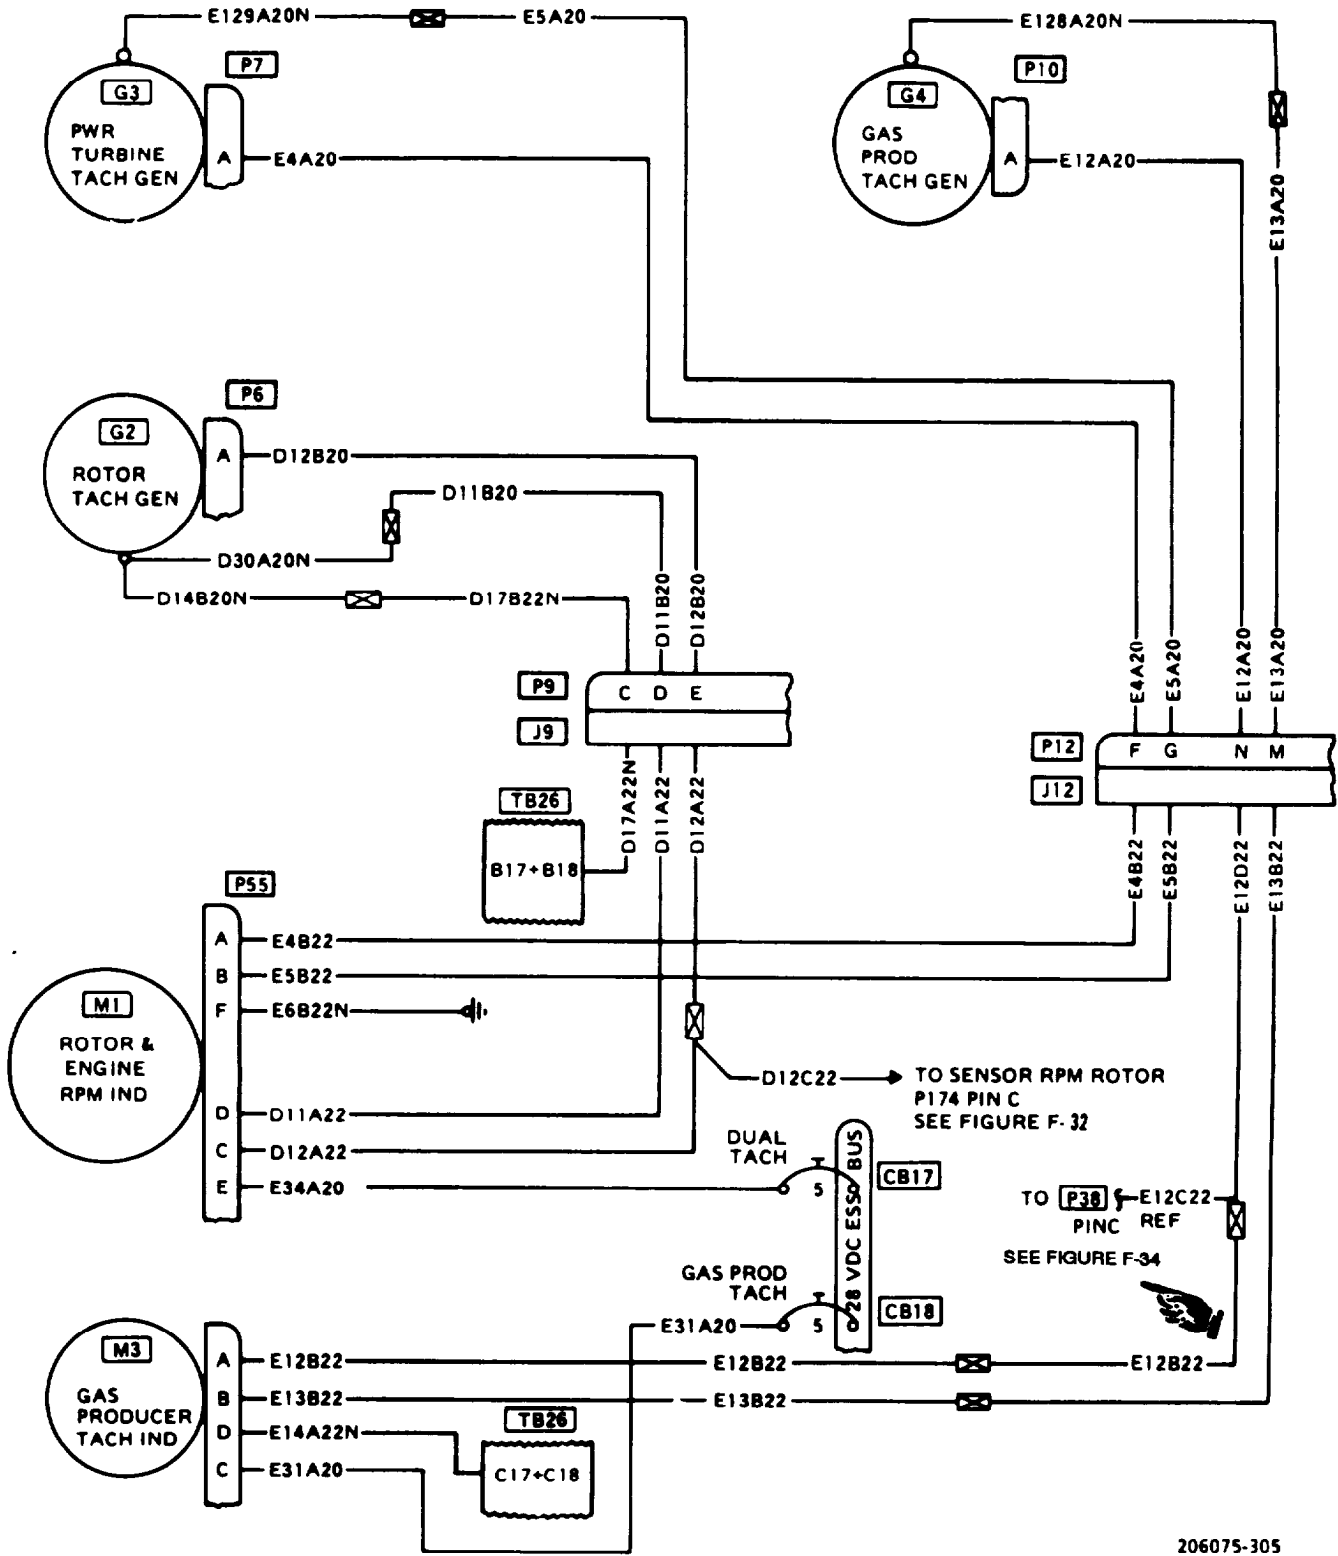 E129A20N
E5A20
E128A20N
P7
G3
PWR
TURBINE
TACH GEN
A
E4A20
P10
G4
GAS
PROD
TACH GEN
A
E12A20
E13A20
P6
G2
ROTOR
TACH GEN
A
D12B20
D11B20
D30A20N
D14B20N
D17B22N
D11B20
D12B20
E4A20
E5A20
E12A20
E13A20
P9
C D E
J9
P12
F G N M
J12
D17A22N
D11A22
D12A22
E4B22
E5B22
E12D22
E13B22
TB26
B17+B18
P55
M1
ROTOR &
ENGINE
RPM IND
A
E4B22
B
E5B22
F
E6B22N
D
D11A22
C
D12A22
E
E34A20
D12C22
TO SENSOR RPM ROTOR
P174 PIN C
SEE FIGURE F-32
DUAL
TACH
5
28 VDC ESS BUS
CB17
TO P38 E12C22
PINC REF
SEE FIGURE F-34
GAS PROD
TACH
E31A20
5
CB18
M3
GAS
PRODUCER
TACH IND
A
E12B22
E12B22
E12B22
B
E13B22
E13B22
D
E14A22N
C
E31A20
TB26
C17+C18
206075-305